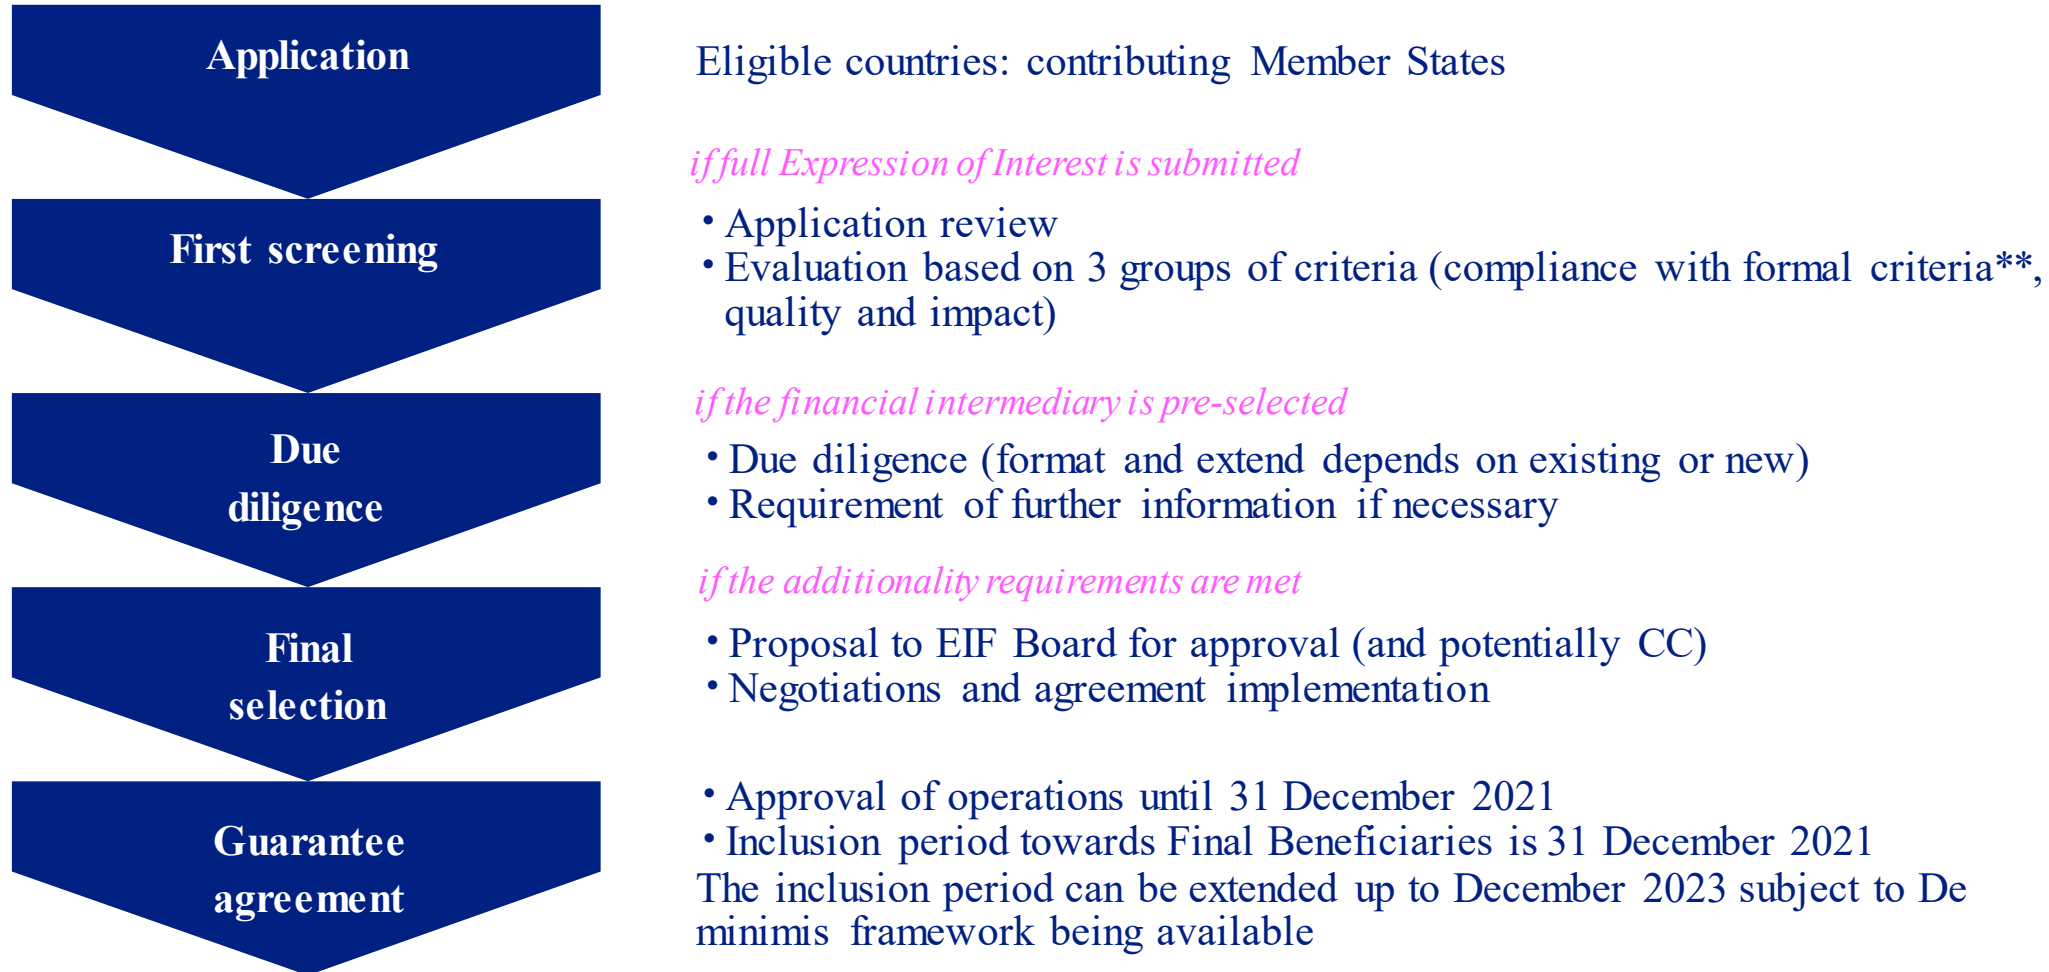 Application
Eligible countries: contributing Member States
if full Expression of Interest is submitted
First screening
• Application review
• Evaluation based on 3 groups of criteria (compliance with formal criteria**,
quality and impact)
if the financial intermediary is pre-selected
Due
diligence
• Due diligence (format and extend depends on existing or new)
• Requirement of further information if necessary
if the additionality requirements are met
Final
selection
• Proposal to EIF Board for approval (and potentially CC)
• Negotiations and agreement implementation
Guarantee
agreement
• Approval of operations until 31 December 2021
• Inclusion period towards Final Beneficiaries is 31 December 2021
The inclusion period can be extended up to December 2023 subject to De
minimis framework being available